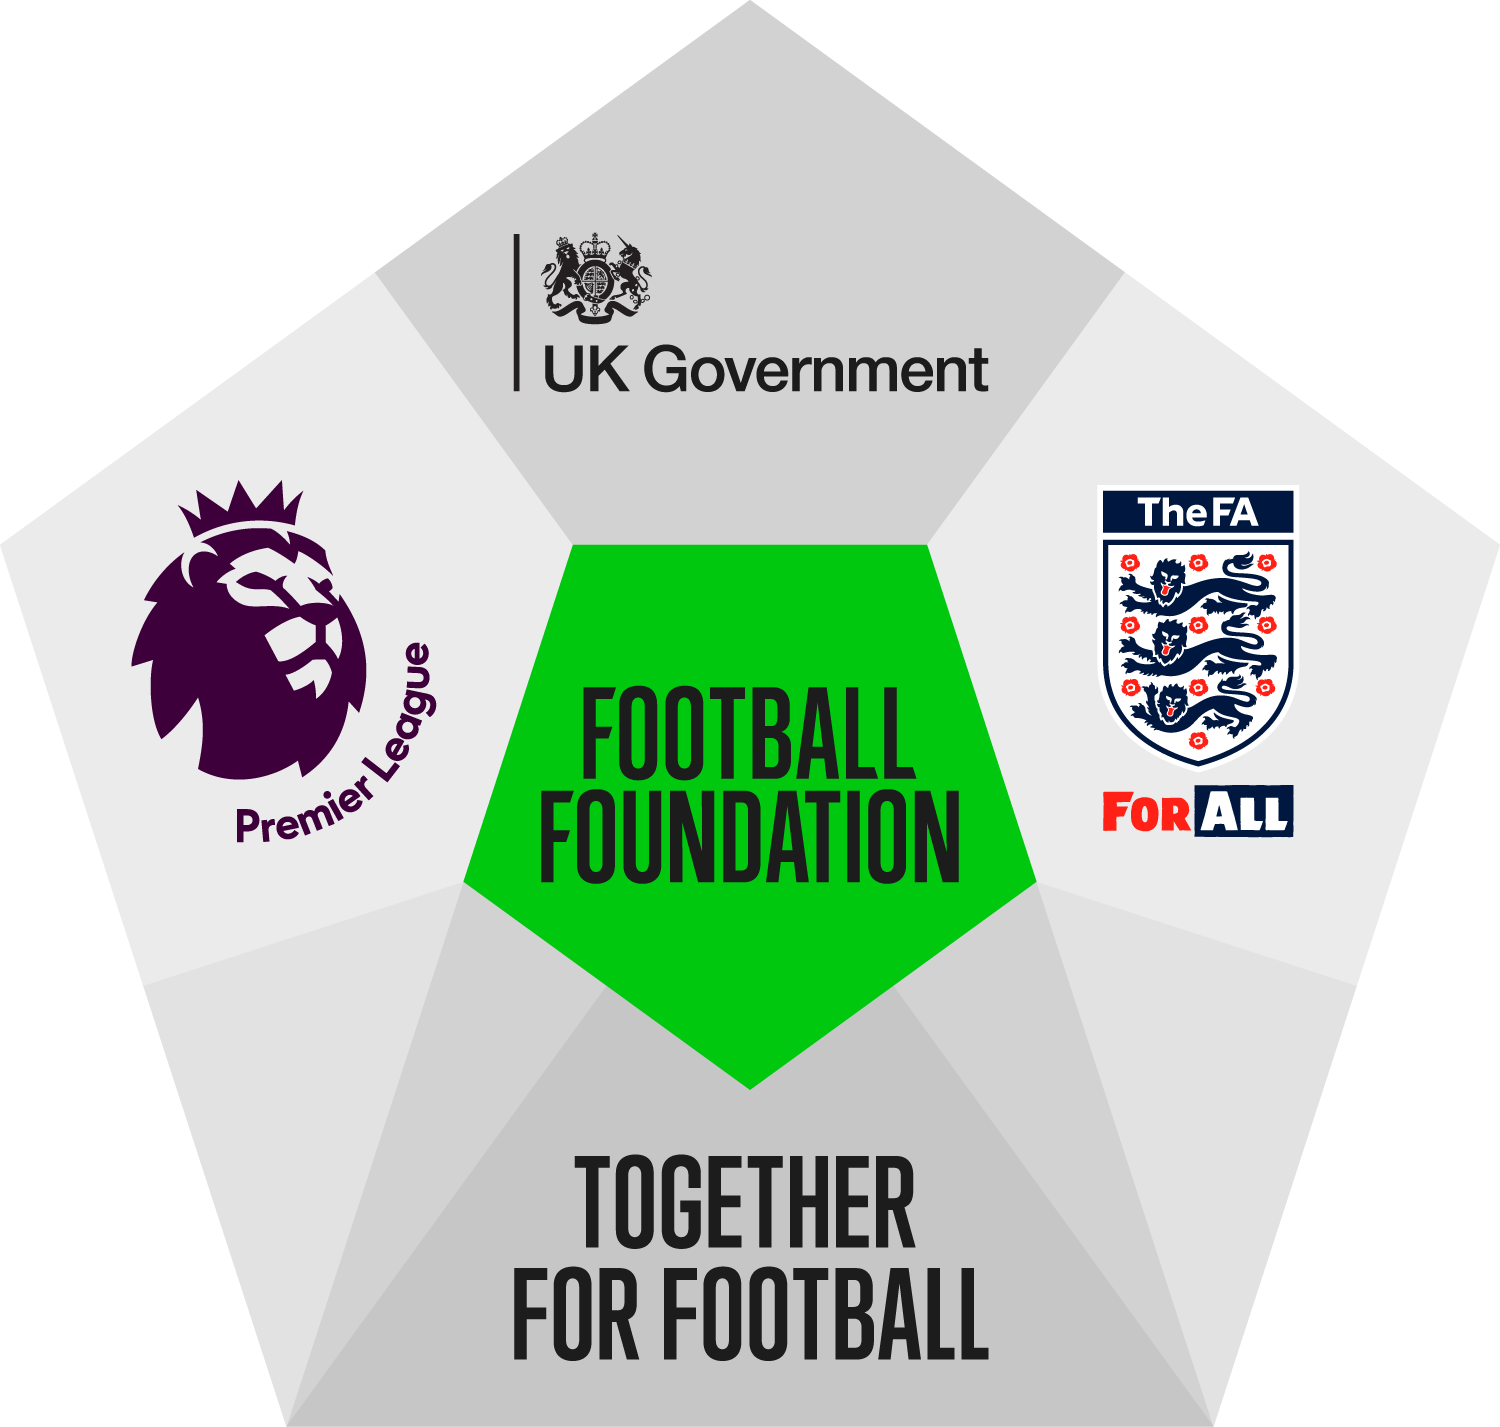 UK Government
Premier League
The FA
FOR ALL
FOOTBALL
FOUNDATION
TOGETHER
FOR FOOTBALL